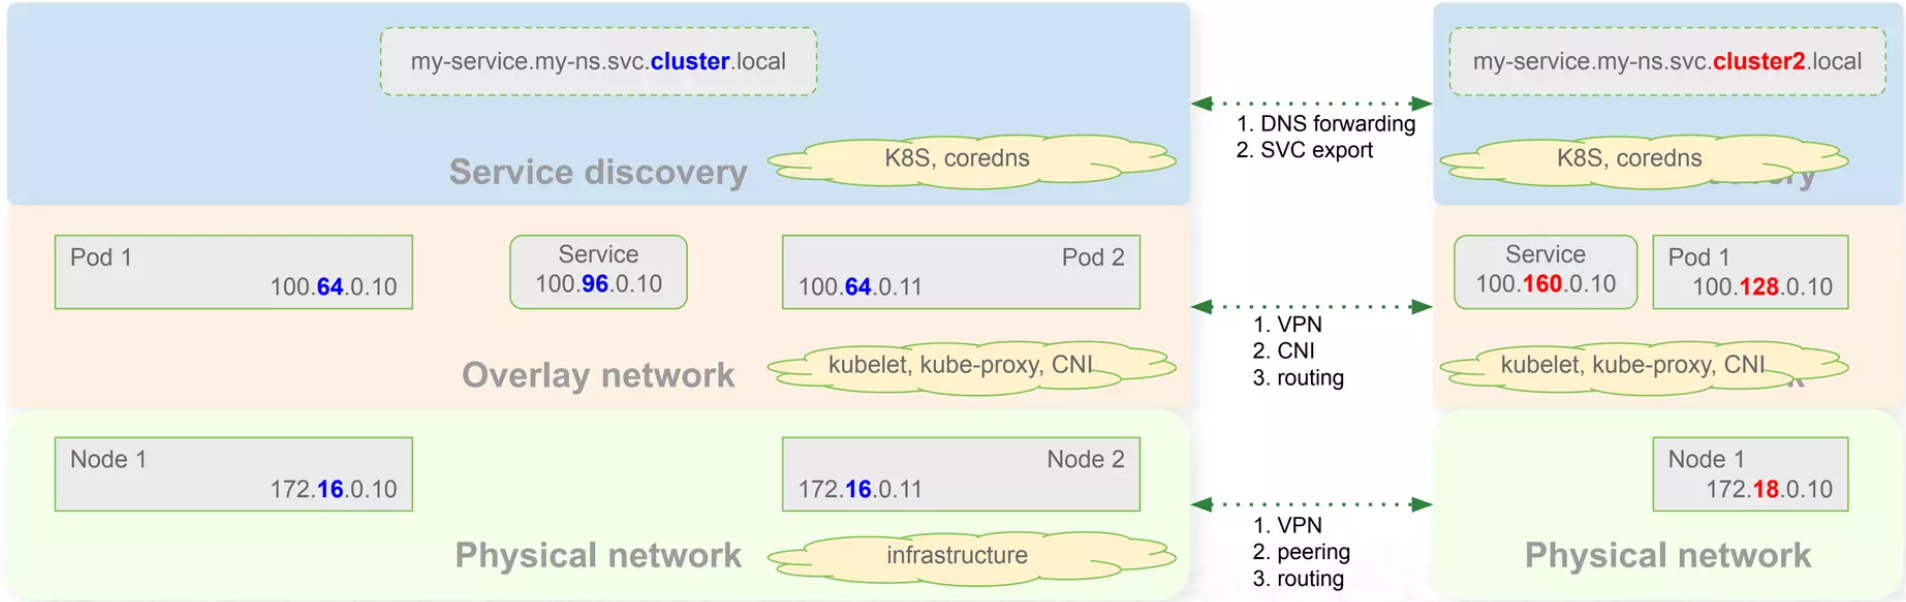 my-service.my-ns.svc.cluster.local
K8S, coredns
Service discovery
1. DNS forwarding
2. SVC export
my-service.my-ns.svc.cluster2.local
K8S, coredns
Pod 1
100.64.0.10
Service
100.96.0.10
Pod 2
100.64.0.11
Overlay network
kubelet, kube-proxy, CNI
1. VPN
2. CNI
3. routing
Service
100.160.0.10
Pod 1
100.128.0.10
kubelet, kube-proxy, CNI
Node 1
172.16.0.10
Node 2
172.16.0.11
Physical network
infrastructure
1. VPN
2. peering
3. routing
Node 1
172.18.0.10
Physical network